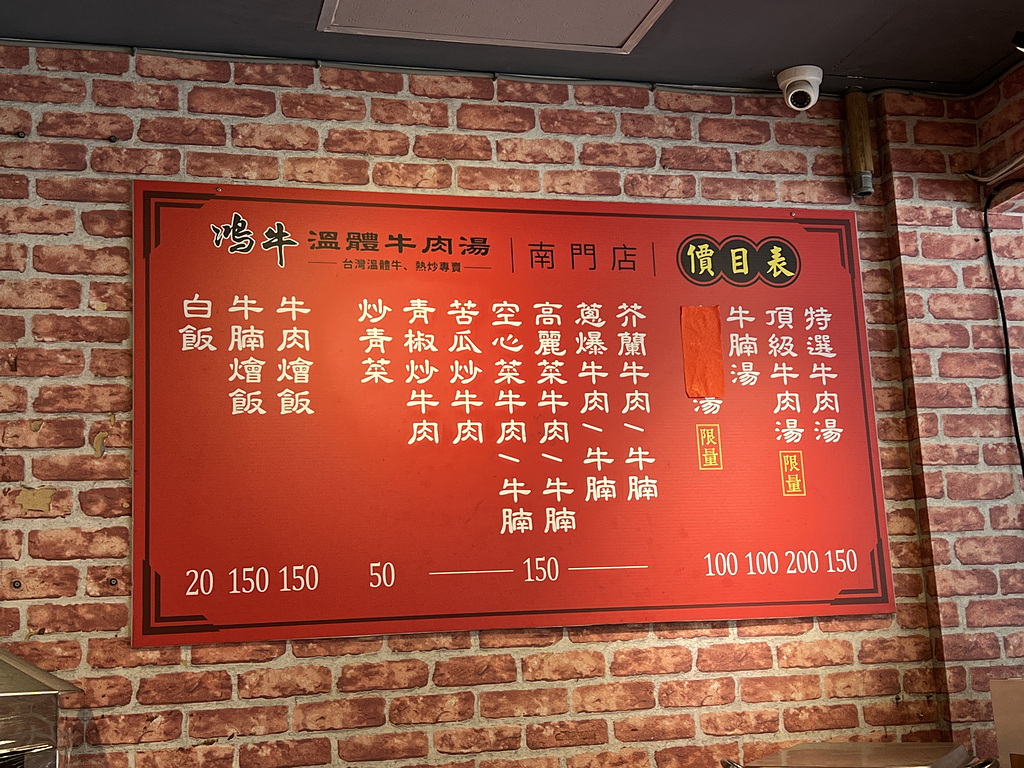 鴻牛 溫體牛肉湯 南門店 價目表
台灣溫體牛、熱炒專賣
特選牛肉湯 150
頂級牛肉湯 限量 200
牛腩湯 100
湯 限量 100
芥蘭牛肉/牛腩
蔥爆牛肉/牛腩
高麗菜牛肉/牛腩
空心菜牛肉/牛腩
苦瓜炒牛肉
青椒炒牛肉
150
炒青菜 50
牛肉燴飯 150
牛腩燴飯 150
白飯 20